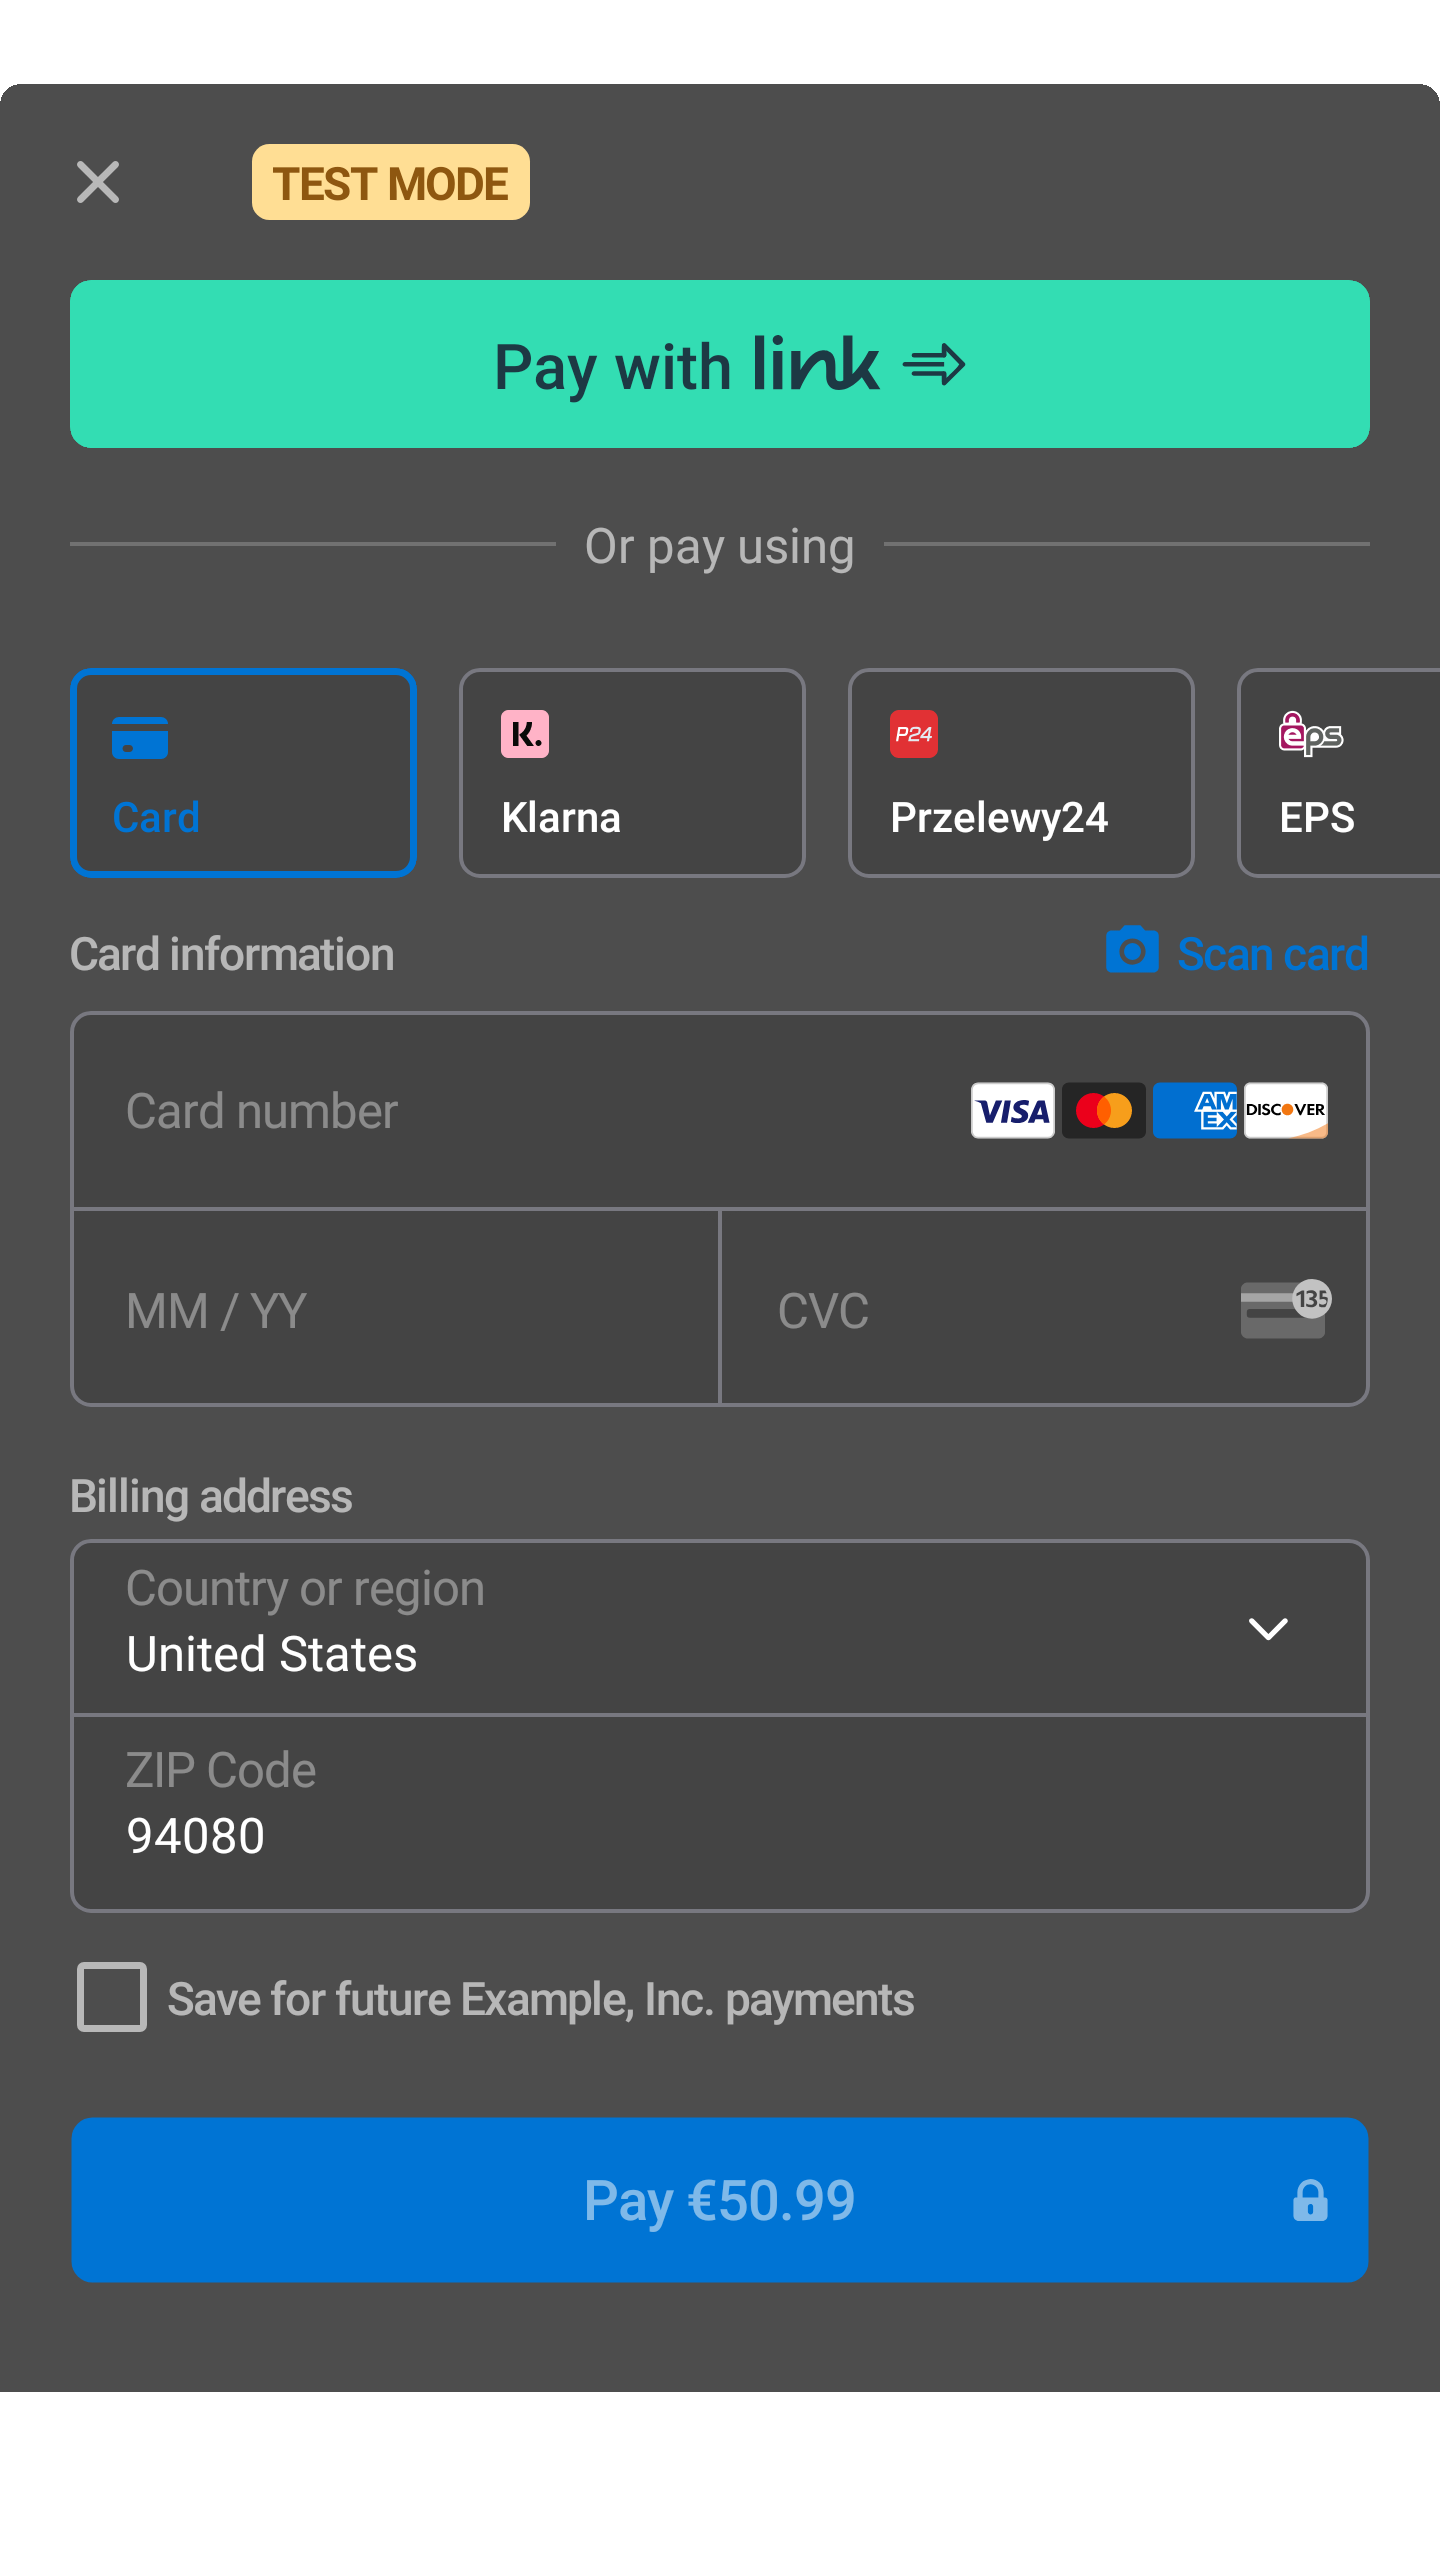 TEST MODE
Pay with link
Or pay using
Card
K.
Klarna
P24
Przelewy24
eps
EPS
Card information
Scan card
Card number
VISA
AM
EX
DISCOVER
MM / YY
CVC
135
Billing address
Country or region
United States
ZIP Code
94080
Save for future Example, Inc. payments
Pay €50.99